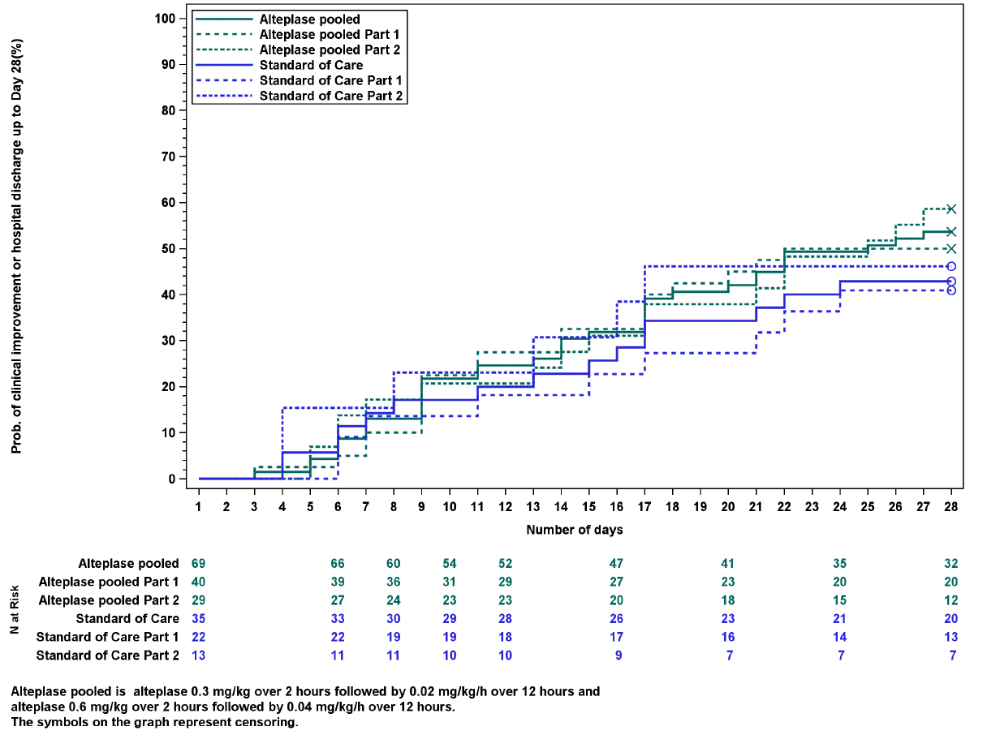 Prob. of clinical improvement or hospital discharge up to Day 28(%)
100
90
80
70
60
50
40
30
20
10
0
Alteplase pooled
Alteplase pooled Part 1
Alteplase pooled Part 2
Standard of Care
Standard of Care Part 1
Standard of Care Part 2
1 2 3 4 5 6 7 8 9 10 11 12 13 14 15 16 17 18 19 20 21 22 23 24 25 26 27 28
Number of days
N at Risk
Alteplase pooled 69 66 60 54 52 47 41 35 32
Alteplase pooled Part 1 40 39 36 31 29 27 23 20 20
Alteplase pooled Part 2 29 27 24 23 23 20 18 15 12
Standard of Care 35 33 30 29 28 26 23 21 20
Standard of Care Part 1 22 22 19 19 18 17 16 14 13
Standard of Care Part 2 13 11 11 10 10 9 7 7 7
Alteplase pooled is alteplase 0.3 mg/kg over 2 hours followed by 0.02 mg/kg/h over 12 hours and
alteplase 0.6 mg/kg over 2 hours followed by 0.04 mg/kg/h over 12 hours.
The symbols on the graph represent censoring.